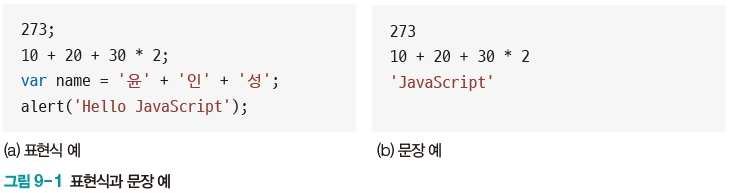 273;
10 + 20 + 30 * 2;
var name = '윤' + '인' + '성';
alert('Hello JavaScript');
(a) 표현식 예
273
10 + 20 + 30 * 2
'JavaScript'
(b) 문장 예
그림 9-1 표현식과 문장 예